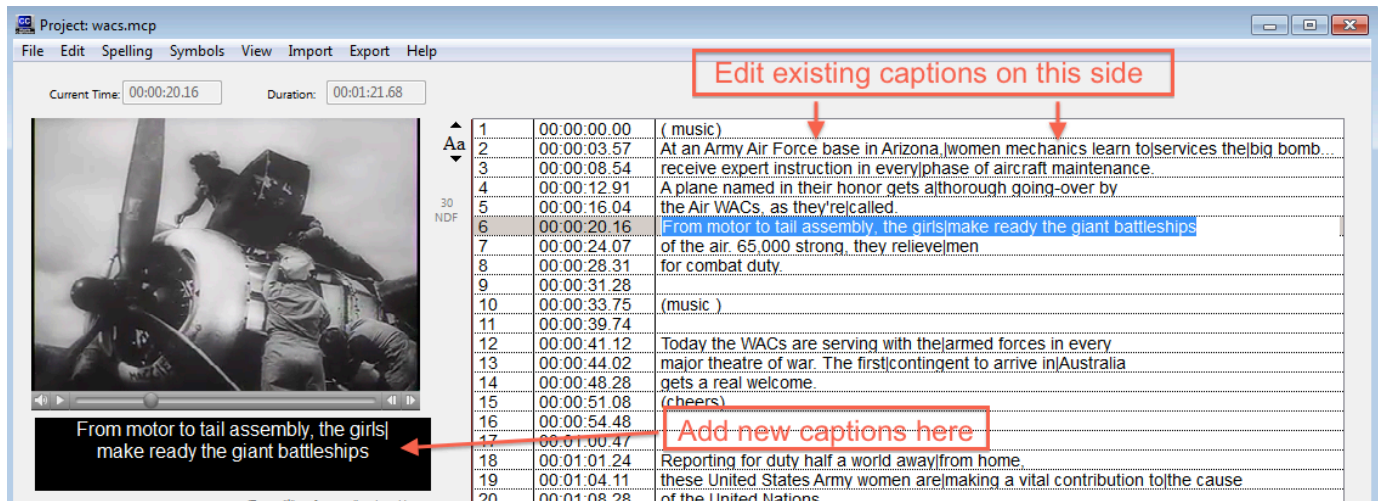 CC
Project: wacs.mcp
File Edit Spelling Symbols View Import Export Help
Edit existing captions on this side
Current Time: 00:00:20.16 Duration: 00:01:21.68
Aa
30
NDF
1 00:00:00.00 ( music)
2 00:00:03.57 At an Army Air Force base in Arizona,|women mechanics learn to|services the|big bomb...
3 00:00:08.54 receive expert instruction in every|phase of aircraft maintenance.
4 00:00:12.91 A plane named in their honor gets a|thorough going-over by
5 00:00:16.04 the Air WACs, as they're|called.
6 00:00:20.16 From motor to tail assembly, the girls|make ready the giant battleships
7 00:00:24.07 of the air. 65,000 strong, they relieve|men
8 00:00:28.31 for combat duty.
9 00:00:31.28
10 00:00:33.75 (music )
11 00:00:39.74
12 00:00:41.12 Today the WACs are serving with the|armed forces in every
13 00:00:44.02 major theatre of war. The first|contingent to arrive in|Australia
14 00:00:48.28 gets a real welcome.
15 00:00:51.08 (cheers)
16 00:00:54.48
17 00:01:00.47
18 00:01:01.24 Reporting for duty half a world away|from home,
19 00:01:04.11 these United States Army women are|making a vital contribution to|the cause
20 00:01:08.28 of the United Nations.
From motor to tail assembly, the girls|
make ready the giant battleships
Add new captions here